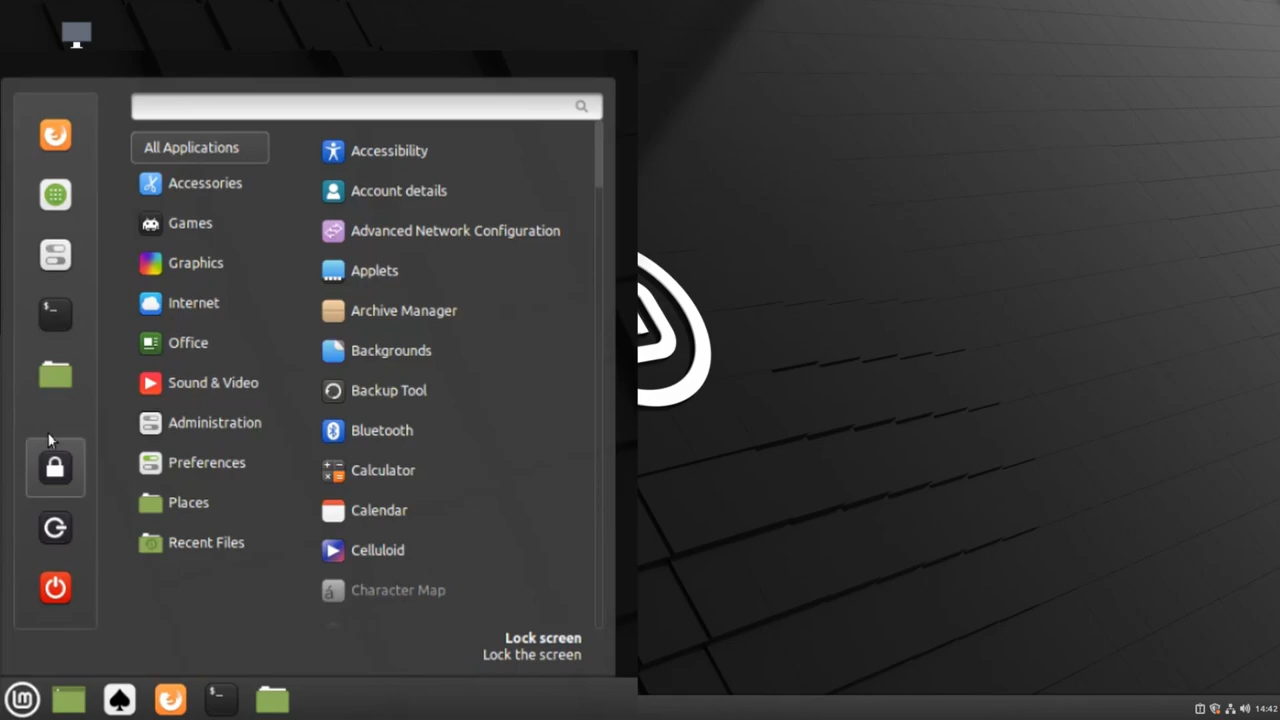 All Applications
Accessories
Games
Graphics
Internet
Office
Sound & Video
Administration
Preferences
Places
Recent Files
Accessibility
Account details
Advanced Network Configuration
Applets
Archive Manager
Backgrounds
Backup Tool
Bluetooth
Calculator
Calendar
Celluloid
Character Map
Lock screen
Lock the screen
14:42